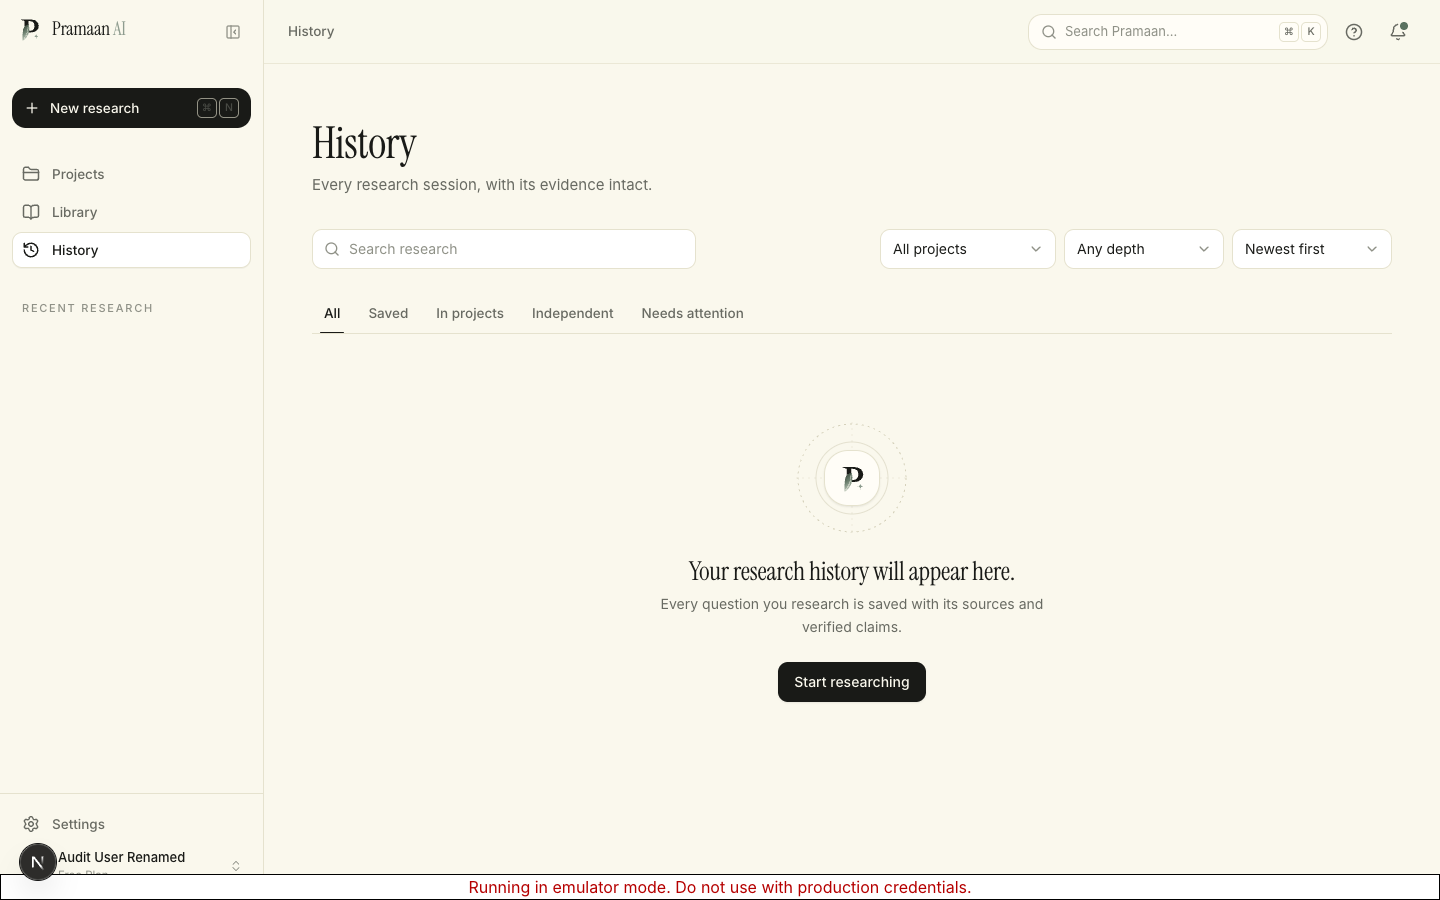 Pramaan AI
History
Search Pramaan...
⌘ K
New research
⌘ N
Projects
Library
History
RECENT RESEARCH
History
Every research session, with its evidence intact.
Search research
All projects
Any depth
Newest first
All
Saved
In projects
Independent
Needs attention
Your research history will appear here.
Every question you research is saved with its sources and
verified claims.
Start researching
Settings
N
Audit User Renamed
Free Plan
Running in emulator mode. Do not use with production credentials.